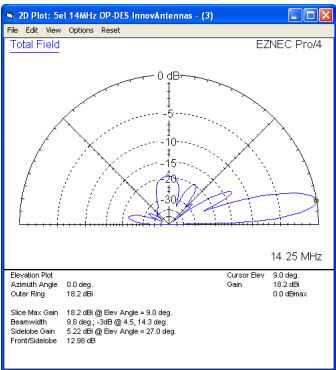 2D Plot: 5el 14MHz OP-DES InnovAntennas - (3)
File Edit View Options Reset
Total Field EZNEC Pro/4
0 dB
-5
-10
-15
-20
-30
14.25 MHz
Elevation Plot Cursor Elev 9.0 deg.
Azimuth Angle 0.0 deg. Gain 18.2 dBi
Outer Ring 18.2 dBi 0.0 dBmax
Slice Max Gain 18.2 dBi @ Elev Angle = 9.0 deg.
Beamwidth 9.8 deg.; -3dB @ 4.5, 14.3 deg.
Sidelobe Gain 5.22 dBi @ Elev Angle = 27.0 deg.
Front/Sidelobe 12.98 dB